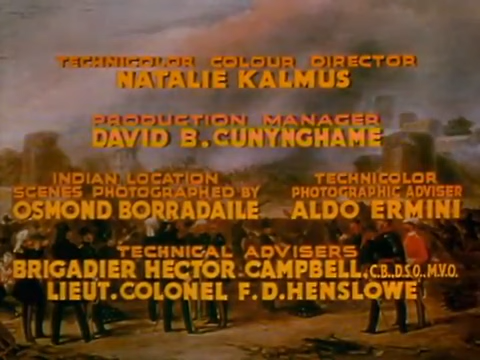 TECHNICOLOR COLOUR DIRECTOR
NATALIE KALMUS
PRODUCTION MANAGER
DAVID B. CUNYNGHAME
INDIAN LOCATION
SCENES PHOTOGRAPHED BY
OSMOND BORRADAILE
TECHNICOLOR
PHOTOGRAPHIC ADVISER
ALDO ERMINI
TECHNICAL ADVISERS
BRIGADIER HECTOR CAMPBELL, C.B., D.S.O., M.V.O.
LIEUT. COLONEL F. D. HENSLOWE